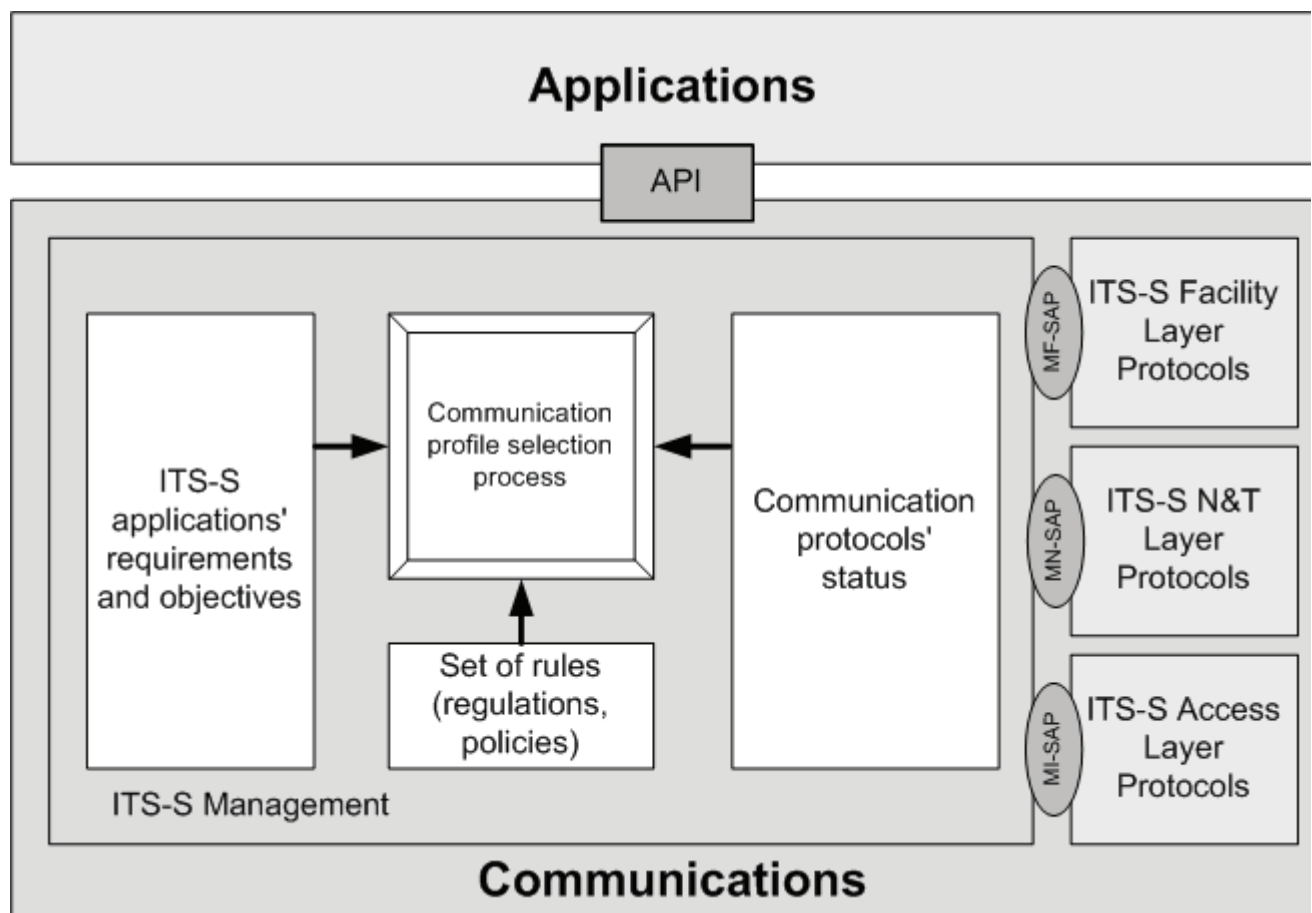 Applications
API
ITS-S
applications'
requirements
and objectives
Communication
profile selection
process
Set of rules
(regulations,
policies)
Communication
protocols'
status
ITS-S Management
MF-SAP
ITS-S Facility
Layer
Protocols
MN-SAP
ITS-S N&T
Layer
Protocols
MI-SAP
ITS-S Access
Layer
Protocols
Communications